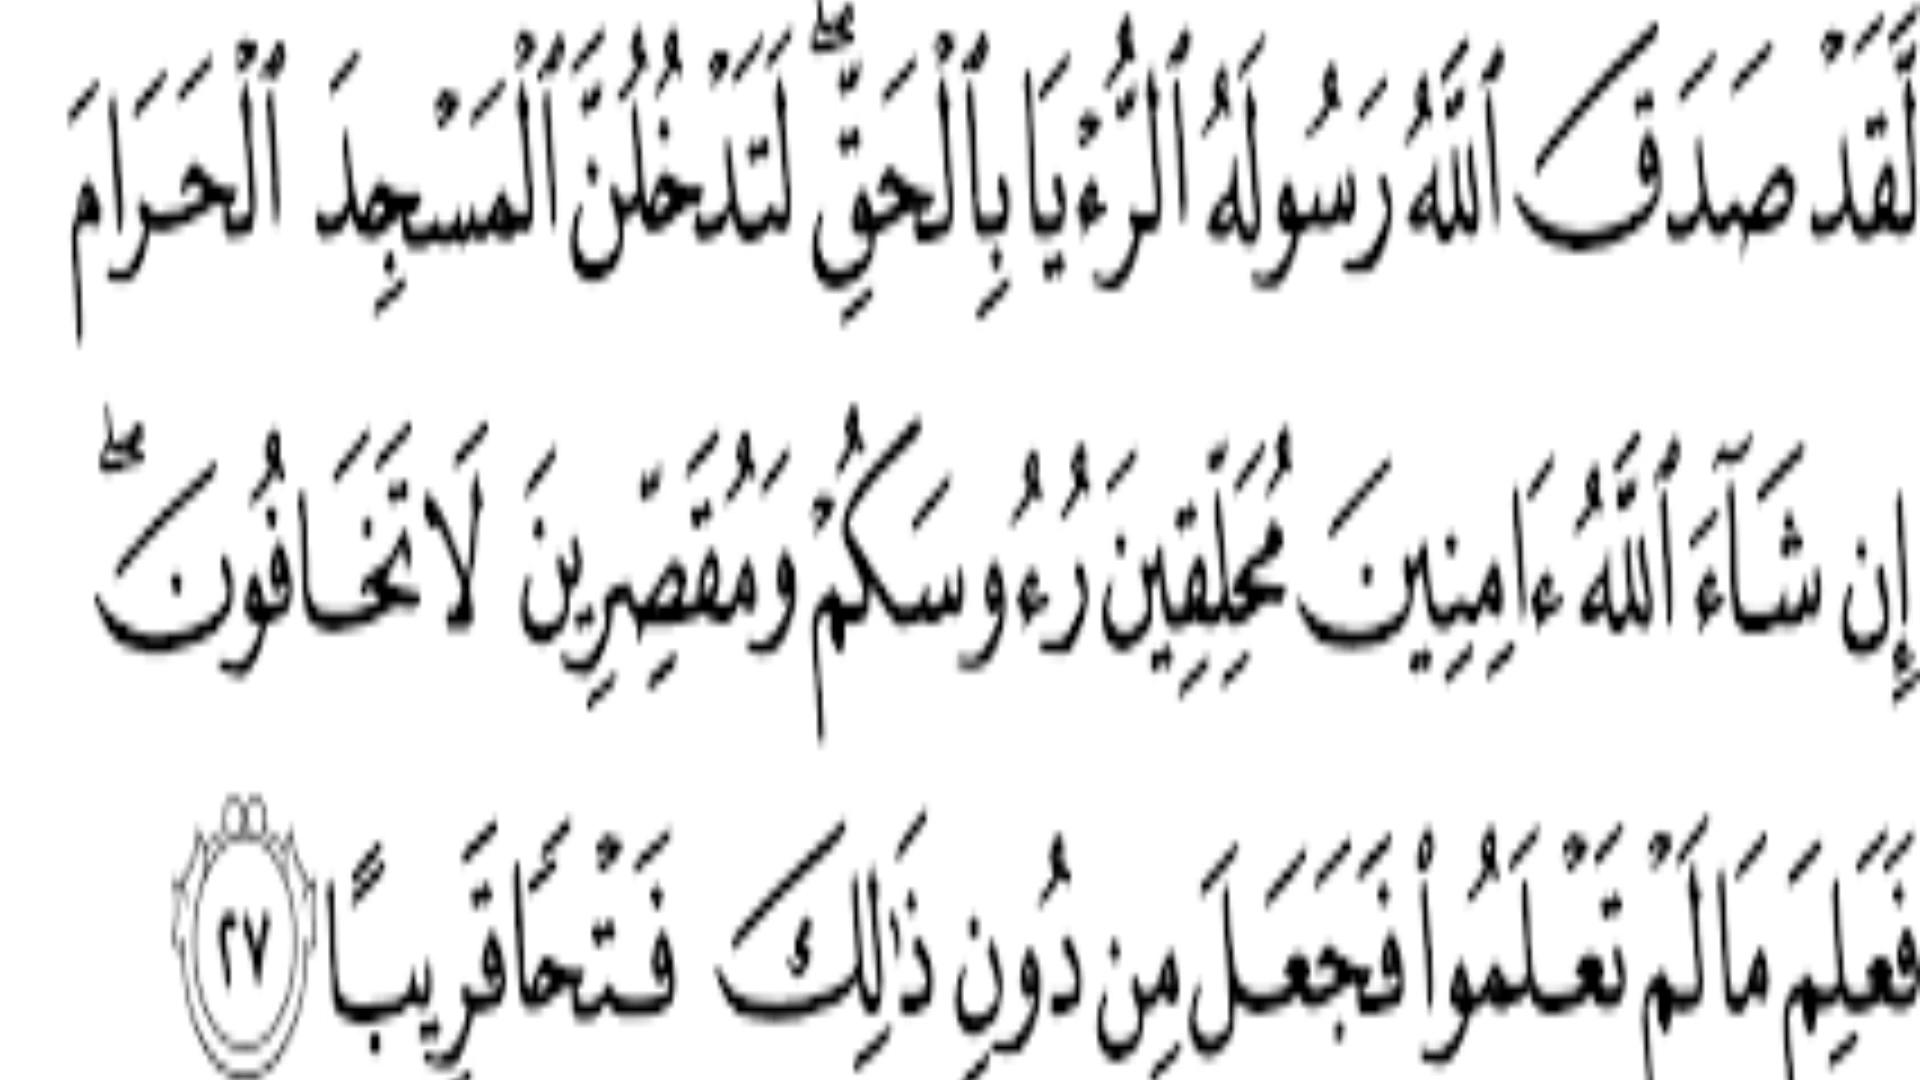 لَّقَدْ صَدَقَ ٱللَّهُ رَسُولَهُ ٱلرُّءْيَا بِٱلْحَقِّ ۖ لَتَدْخُلُنَّ ٱلْمَسْجِدَ ٱلْحَرَامَ
إِن شَآءَ ٱللَّهُ ءَامِنِينَ مُحَلِّقِينَ رُءُوسَكُمْ وَمُقَصِّرِينَ لَا تَخَافُونَ ۖ
فَعَلِمَ مَا لَمْ تَعْلَمُوا۟ فَجَعَلَ مِن دُونِ ذَٰلِكَ فَتْحًا قَرِيبًا ٢٧